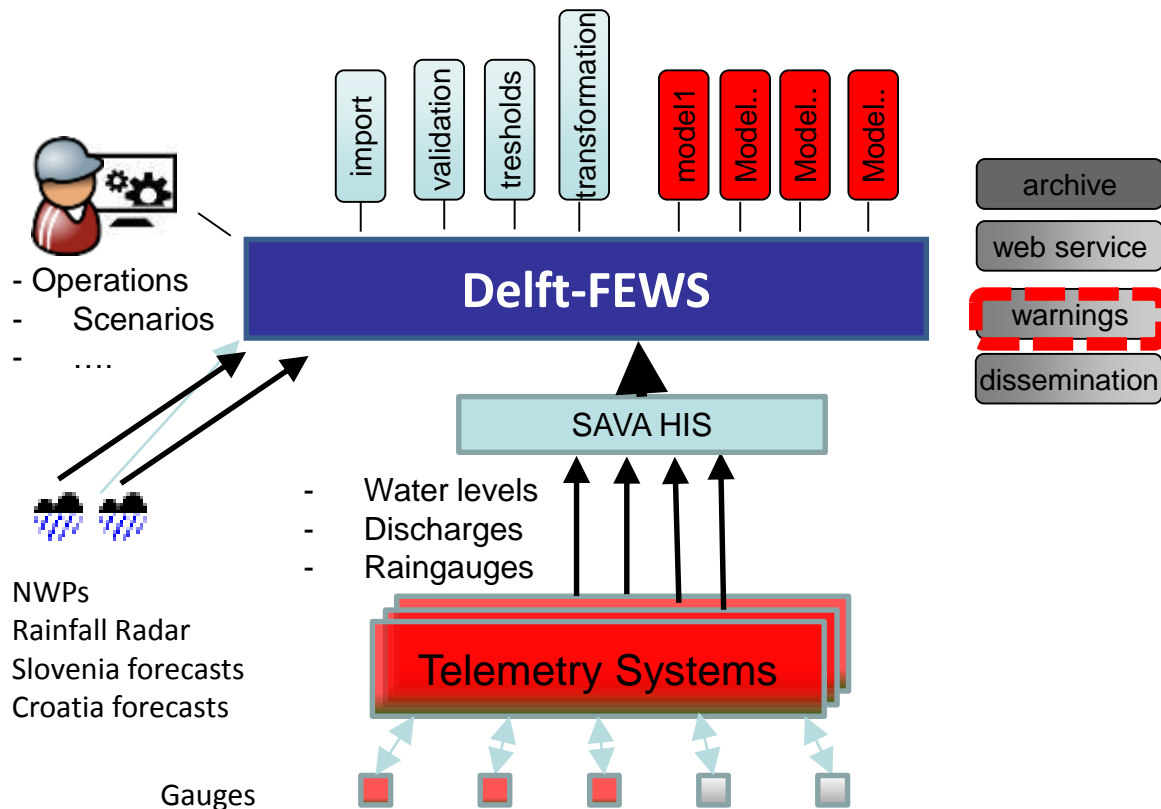 import
validation
tresholds
transformation
model1
Model..
Model..
Model..
archive
web service
warnings
dissemination
Delft-FEWS
- Operations
- Scenarios
- ....
SAVA HIS
- Water levels
- Discharges
- Raingauges
NWPs
Rainfall Radar
Slovenia forecasts
Croatia forecasts
Telemetry Systems
Gauges